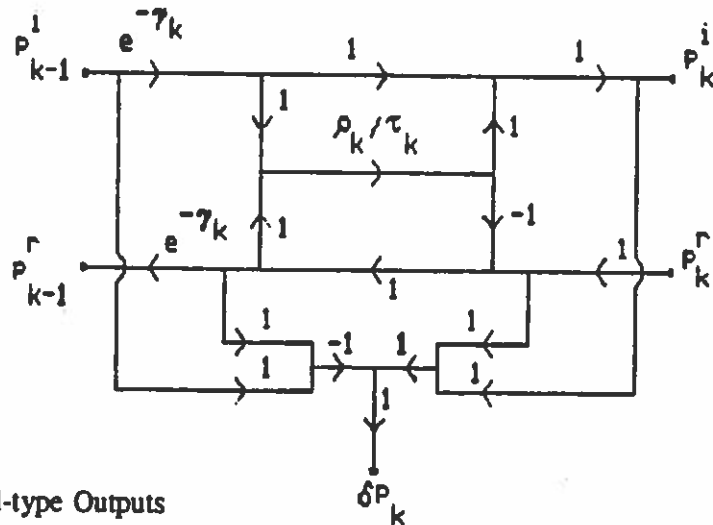 p^i_{k-1} e^{-γ_k} 1 1 p^i_k
1 ρ_k/τ_k 1
p^r_{k-1} e^{-γ_k} 1 -1 1 p^r_k
1
1 -1 1 1
1 1
1
δp_k
l-type Outputs